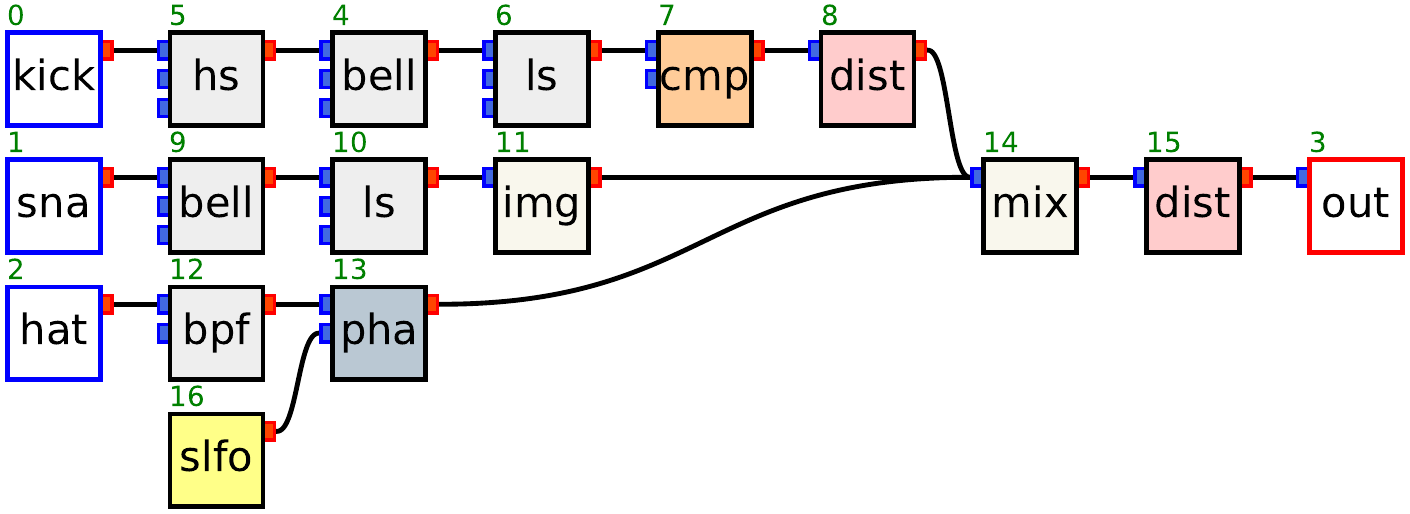 0 5 4 6 7 8
kick hs bell ls cmp dist
1 9 10 11 14 15 3
sna bell ls img mix dist out
2 12 13
hat bpf pha
16
slfo